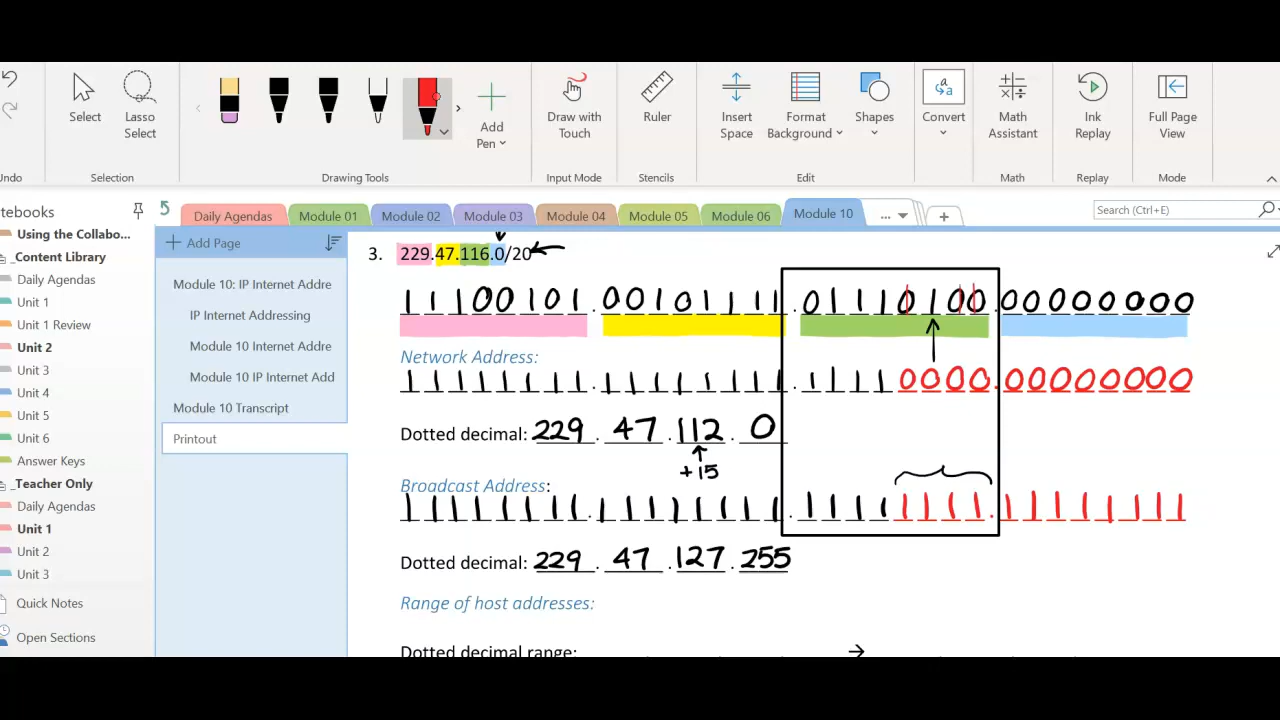 Select
Lasso Select
Add Pen
Draw with Touch
Ruler
Insert Space
Format Background
Shapes
Convert
Math Assistant
Ink Replay
Full Page View
Undo
Selection
Drawing Tools
Input Mode
Stencils
Edit
Math
Replay
Mode
tebooks
Daily Agendas
Module 01
Module 02
Module 03
Module 04
Module 05
Module 06
Module 10
...
Search (Ctrl+E)
Using the Collabo...
_Content Library
Daily Agendas
Unit 1
Unit 1 Review
Unit 2
Unit 3
Unit 4
Unit 5
Unit 6
Answer Keys
_Teacher Only
Daily Agendas
Unit 1
Unit 2
Unit 3
Quick Notes
Open Sections
Add Page
Module 10: IP Internet Addre
IP Internet Addressing
Module 10 Internet Addre
Module 10 IP Internet Add
Module 10 Transcript
Printout
3. 229.47.116.0/20
11100101.00101111.01110100.00000000
Network Address:
11111111.11111111.11110000.00000000
Dotted decimal: 229.47.112.0
+15
Broadcast Address:
11111111.11111111.11111111.11111111
Dotted decimal: 229.47.127.255
Range of host addresses:
Dotted decimal range: →